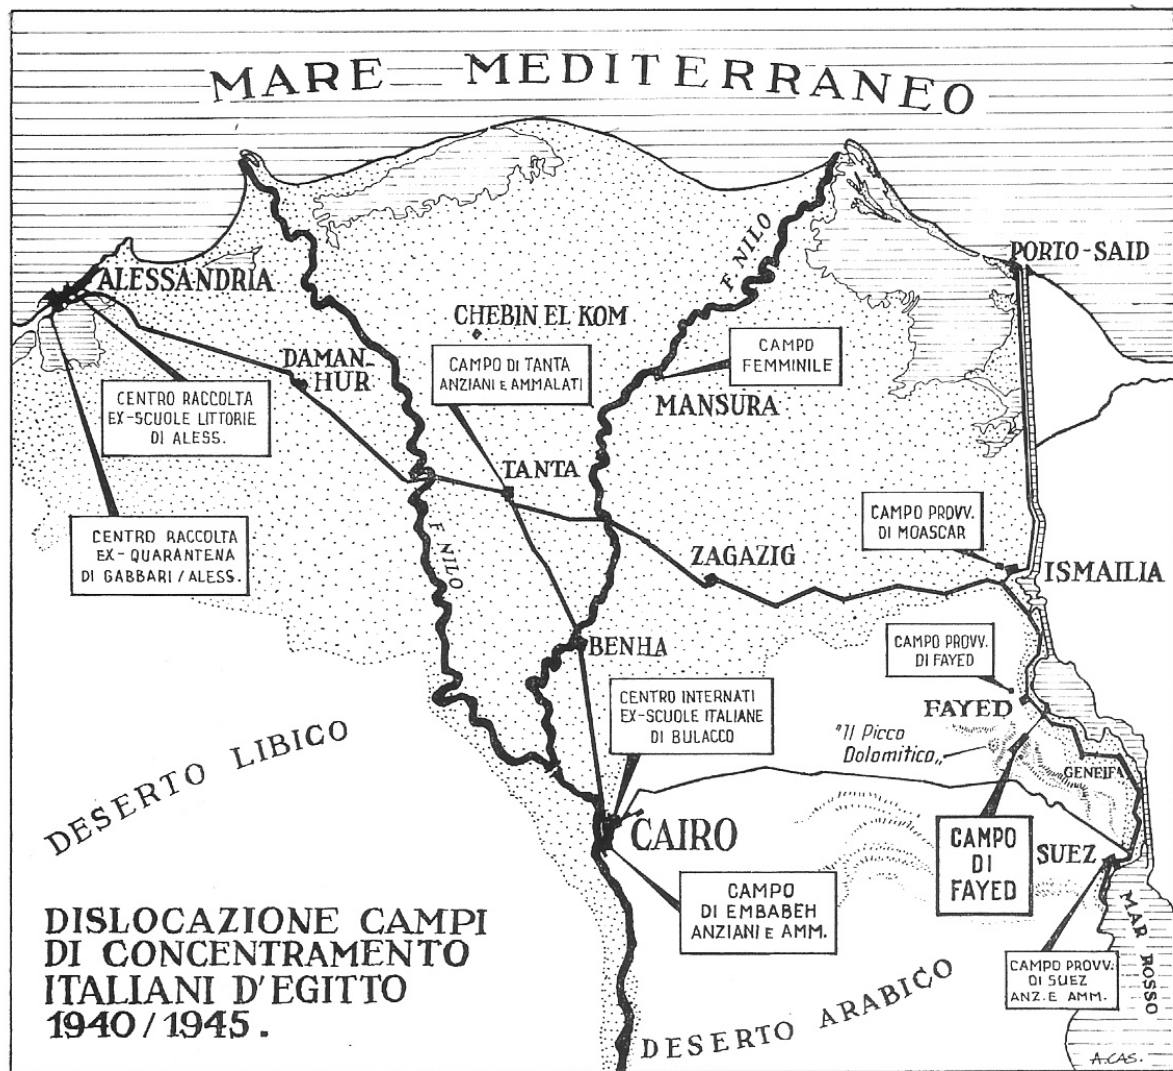 MARE MEDITERRANEO
F. NILO
PORTO-SAID
ALESSANDRIA
CHEBIN EL KOM
CAMPO DI TANTA
ANZIANI E AMMALATI
CAMPO
FEMMINILE
DAMAN-
HUR
MANSURA
CENTRO RACCOLTA
EX-SCUOLE LITTORIE
DI ALESS.
TANTA
CENTRO RACCOLTA
EX-QUARANTENA
DI GABBARI/ALESS.
F. NILO
CAMPO PROVV.
DI MOASCAR
ZAGAZIG
ISMAILIA
BENHA
CAMPO PROVV.
DI FAYED
CENTRO INTERNATI
EX-SCUOLE ITALIANE
DI BULACCO
FAYED
"Il Picco
Dolomitico„
GENEIFA
DESERTO LIBICO
CAIRO
CAMPO
DI
FAYED
SUEZ
CAMPO
DI EMBABEH
ANZIANI E AMM.
MAR ROSSO
CAMPO PROVV.
DI SUEZ
ANZ. E AMM.
DISLOCAZIONE CAMPI
DI CONCENTRAMENTO
ITALIANI D'EGITTO
1940/1945.
DESERTO ARABICO
A.CAS.